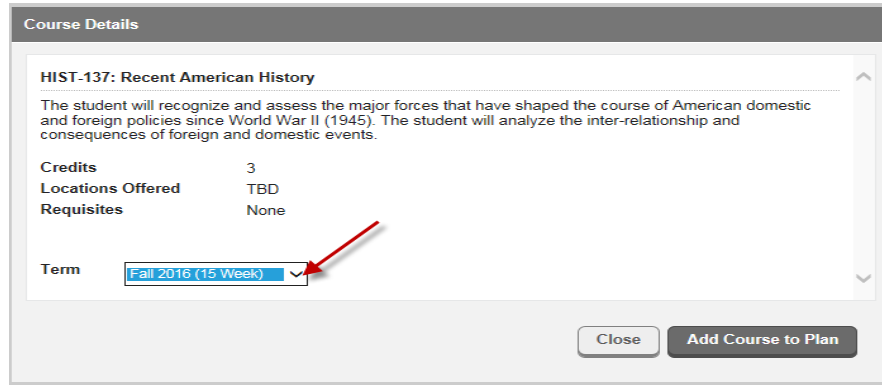 Course Details
HIST-137: Recent American History
The student will recognize and assess the major forces that have shaped the course of American domestic
and foreign policies since World War II (1945). The student will analyze the inter-relationship and
consequences of foreign and domestic events.
Credits 3
Locations Offered TBD
Requisites None
Term Fall 2016 (15 Week)
Close Add Course to Plan